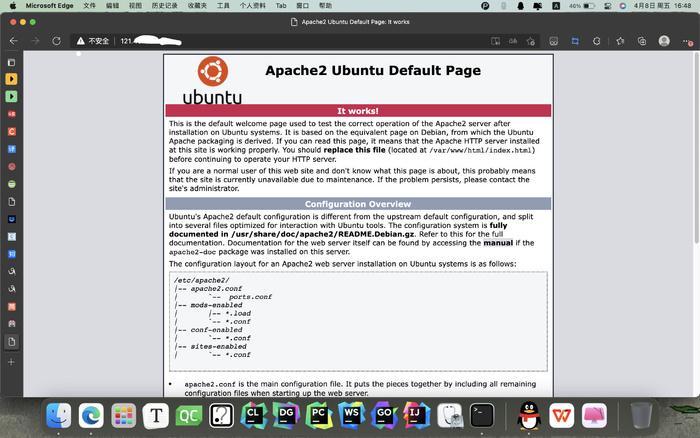 Microsoft Edge 文件 编辑 视图 历史记录 收藏夹 工具 个人资料 Tab 窗口 帮助
46% 4月8日 周五 16:48
Apache2 Ubuntu Default Page: It works
不安全 121.
Apache2 Ubuntu Default Page
ubuntu
It works!
This is the default welcome page used to test the correct operation of the Apache2 server after
installation on Ubuntu systems. It is based on the equivalent page on Debian, from which the Ubuntu
Apache packaging is derived. If you can read this page, it means that the Apache HTTP server installed
at this site is working properly. You should replace this file (located at /var/www/html/index.html)
before continuing to operate your HTTP server.
If you are a normal user of this web site and don't know what this page is about, this probably means
that the site is currently unavailable due to maintenance. If the problem persists, please contact the
site's administrator.
Configuration Overview
Ubuntu's Apache2 default configuration is different from the upstream default configuration, and split
into several files optimized for interaction with Ubuntu tools. The configuration system is fully
documented in /usr/share/doc/apache2/README.Debian.gz. Refer to this for the full
documentation. Documentation for the web server itself can be found by accessing the manual if the
apache2-doc package was installed on this server.
The configuration layout for an Apache2 web server installation on Ubuntu systems is as follows:
/etc/apache2/
|-- apache2.conf
|       `--  ports.conf
|-- mods-enabled
|       |-- *.load
|       `-- *.conf
|-- conf-enabled
|       `-- *.conf
|-- sites-enabled
|       `-- *.conf
• apache2.conf is the main configuration file. It puts the pieces together by including all remaining
configuration files when starting up the web server.
T QC ? CL DG PC WS GO IJ >_ W